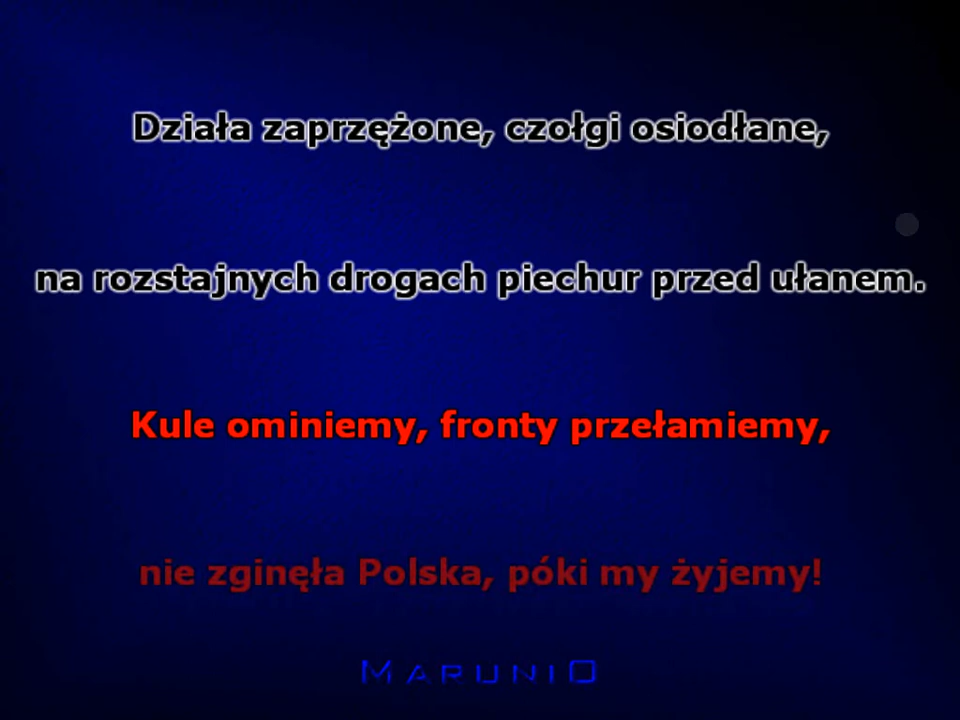 Działa zaprzężone, czołgi osiodłane,
na rozstajnych drogach piechur przed ułanem.
Kule ominiemy, fronty przełamiemy,
nie zginęła Polska, póki my żyjemy!
MARUNIO